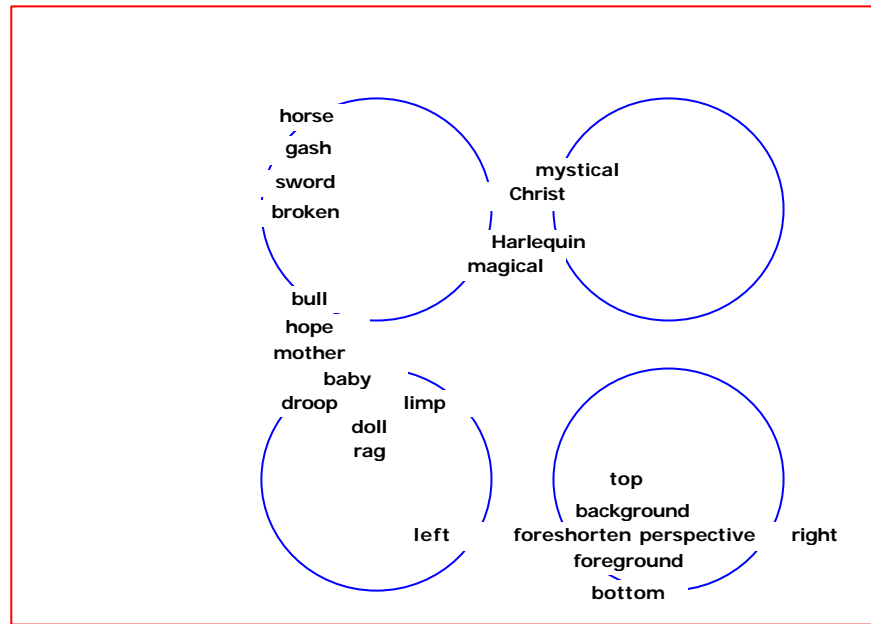 horse
gash
mystical
sword
Christ
broken
Harlequin
magical
bull
hope
mother
baby
droop limp
doll
rag
top
background
left foreshorten perspective right
foreground
bottom